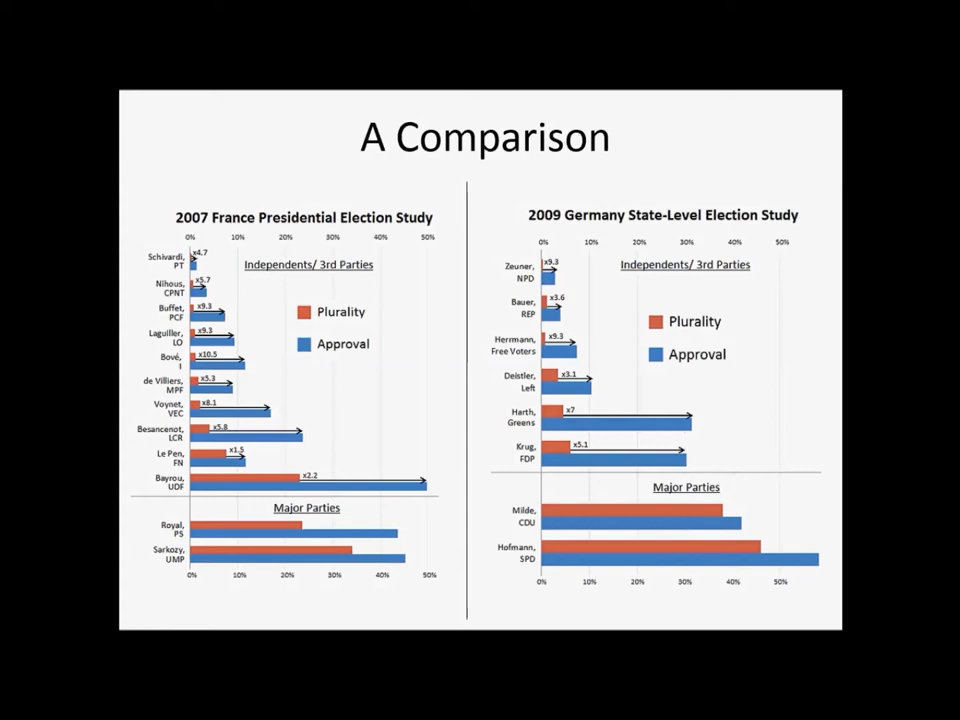 A Comparison
2007 France Presidential Election Study
0% 10% 20% 30% 40% 50%
Independents/ 3rd Parties
Schivardi,
PT
x4.7
Nihous,
CPNT
x5.7
Buffet,
PCF
x9.3
Laguiller,
LO
x9.3
Bové,
I
x10.5
de Villiers,
MPF
x5.3
Voynet,
VEC
x8.1
Besancenot,
LCR
x5.8
Le Pen,
FN
x1.5
Bayrou,
UDF
x2.2
Plurality
Approval
Major Parties
Royal,
PS
Sarkozy,
UMP
0% 10% 20% 30% 40% 50%
2009 Germany State-Level Election Study
0% 10% 20% 30% 40% 50%
Independents/ 3rd Parties
Zeuner,
NPD
x9.3
Bauer,
REP
x3.6
Herrmann,
Free Voters
x9.3
Deistler,
Left
x3.1
Harth,
Greens
x7
Krug,
FDP
x5.1
Plurality
Approval
Major Parties
Milde,
CDU
Hofmann,
SPD
0% 10% 20% 30% 40% 50%